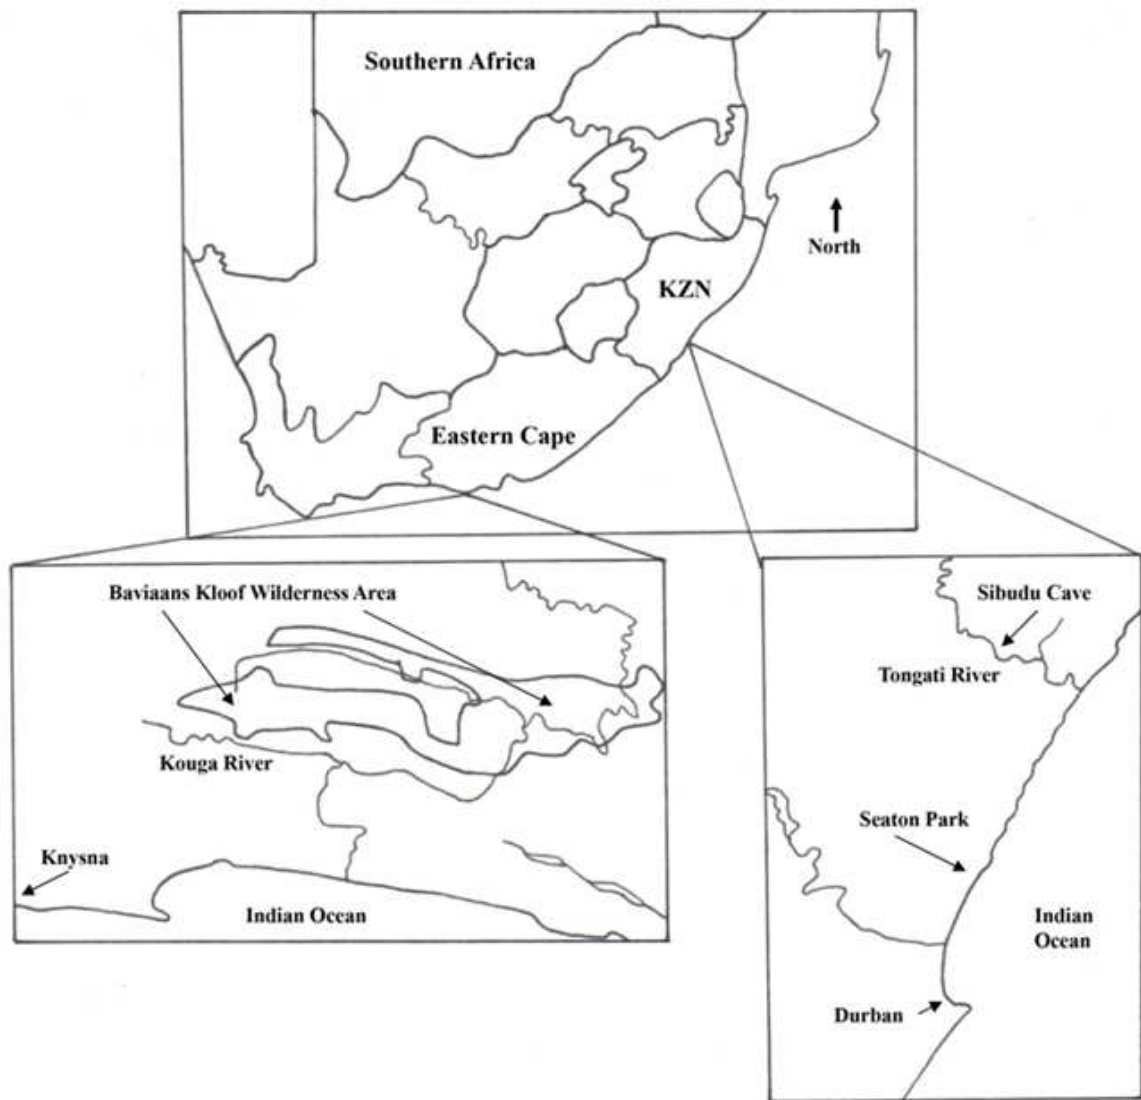 Southern Africa
North
KZN
Eastern Cape
Baviaans Kloof Wilderness Area
Kouga River
Knysna
Indian Ocean
Sibudu Cave
Tongati River
Seaton Park
Indian
Ocean
Durban